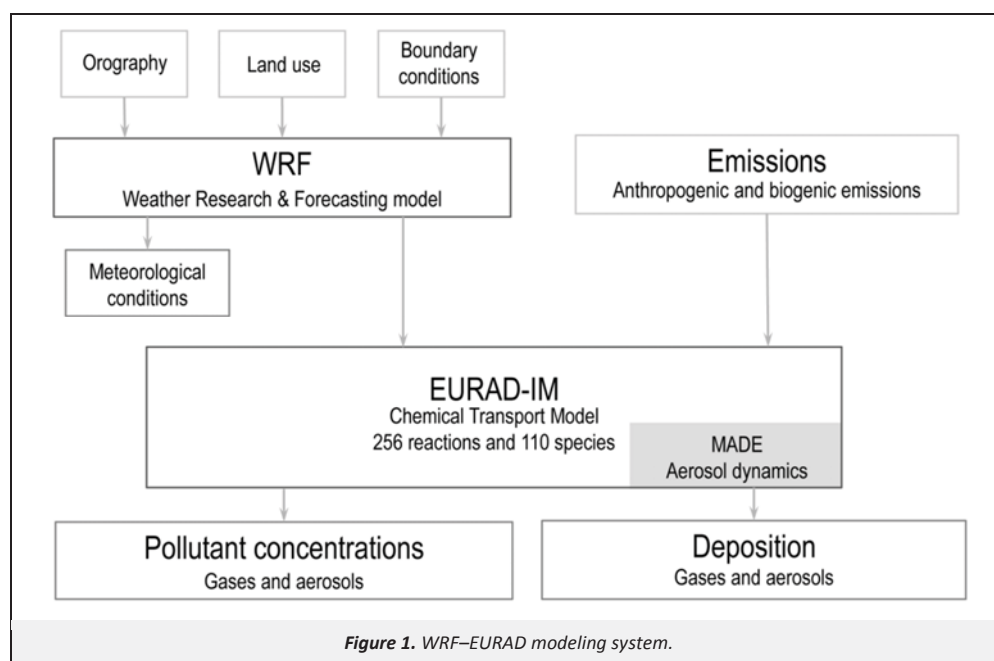 Orography
Land use
Boundary
conditions
WRF
Weather Research & Forecasting model
Emissions
Anthropogenic and biogenic emissions
Meteorological
conditions
EURAD-IM
Chemical Transport Model
256 reactions and 110 species
MADE
Aerosol dynamics
Pollutant concentrations
Gases and aerosols
Deposition
Gases and aerosols
Figure 1. WRF–EURAD modeling system.